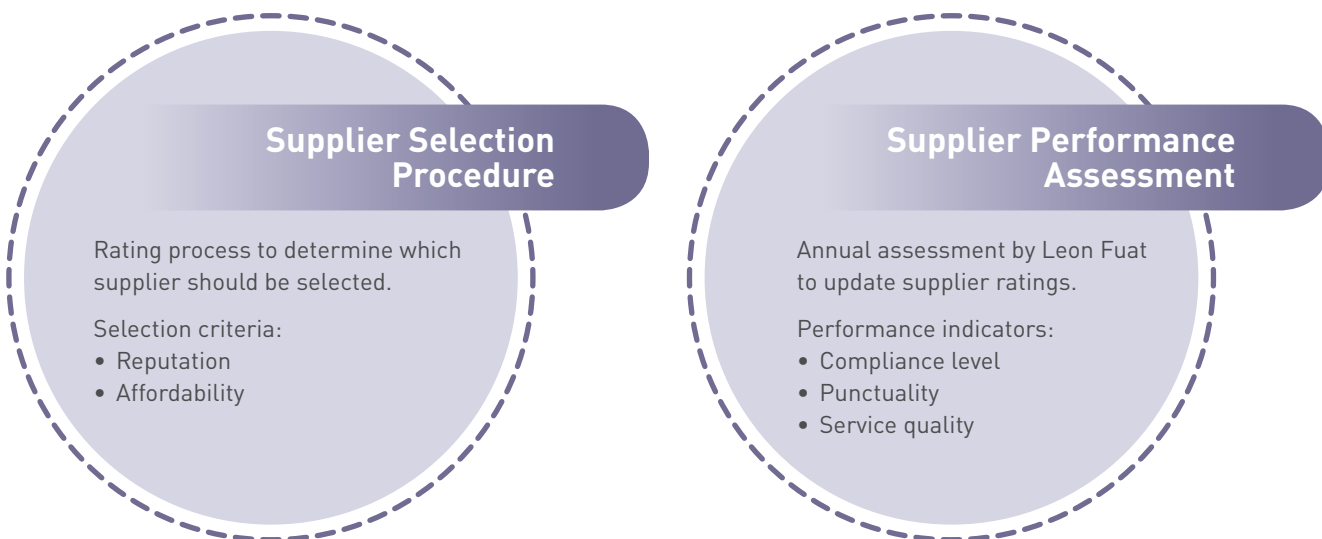 Supplier Selection
Procedure
Rating process to determine which
supplier should be selected.
Selection criteria:
• Reputation
• Affordability
Supplier Performance
Assessment
Annual assessment by Leon Fuat
to update supplier ratings.
Performance indicators:
• Compliance level
• Punctuality
• Service quality